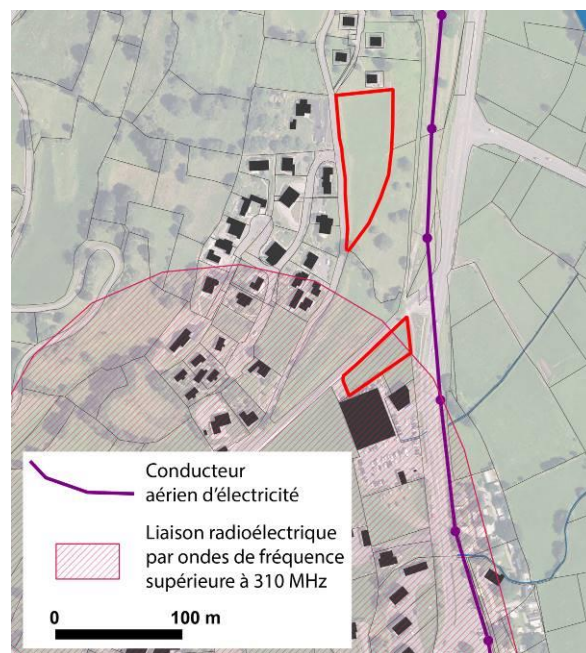 Conducteur
aérien d'électricité
Liaison radioélectrique
par ondes de fréquence
supérieure à 310 MHz
0 100 m